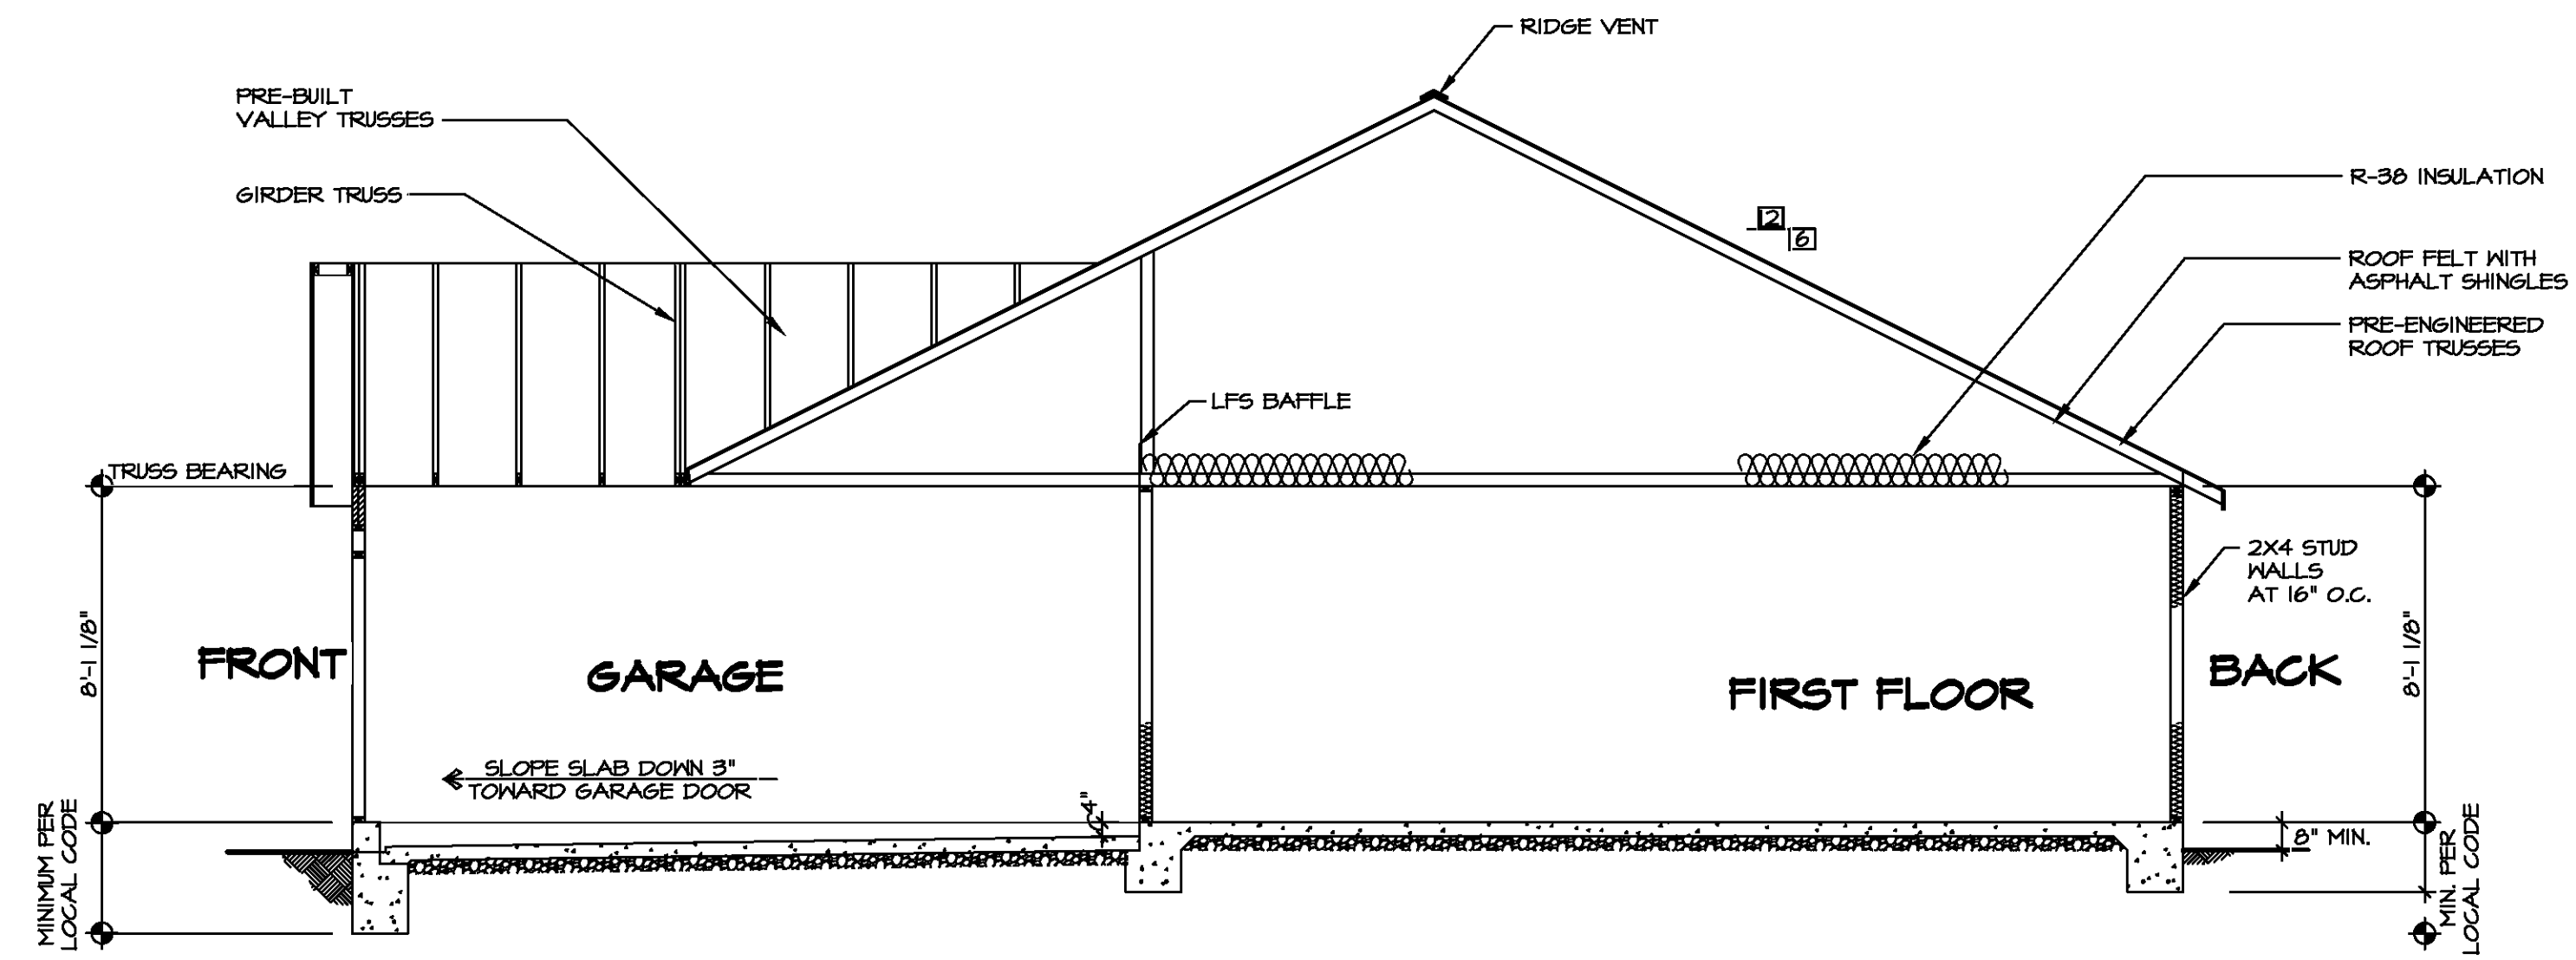 RIDGE VENT
PRE-BUILT
VALLEY TRUSSES
GIRDER TRUSS
R-38 INSULATION
12
6
ROOF FELT WITH
ASPHALT SHINGLES
PRE-ENGINEERED
ROOF TRUSSES
LFS BAFFLE
TRUSS BEARING
2X4 STUD
WALLS
AT 16" O.C.
8'-1 1/8"
FRONT
GARAGE
FIRST FLOOR
BACK
8'-1 1/8"
SLOPE SLAB DOWN 3"
TOWARD GARAGE DOOR
4"
8" MIN.
MINIMUM PER
LOCAL CODE
MIN. PER
LOCAL CODE